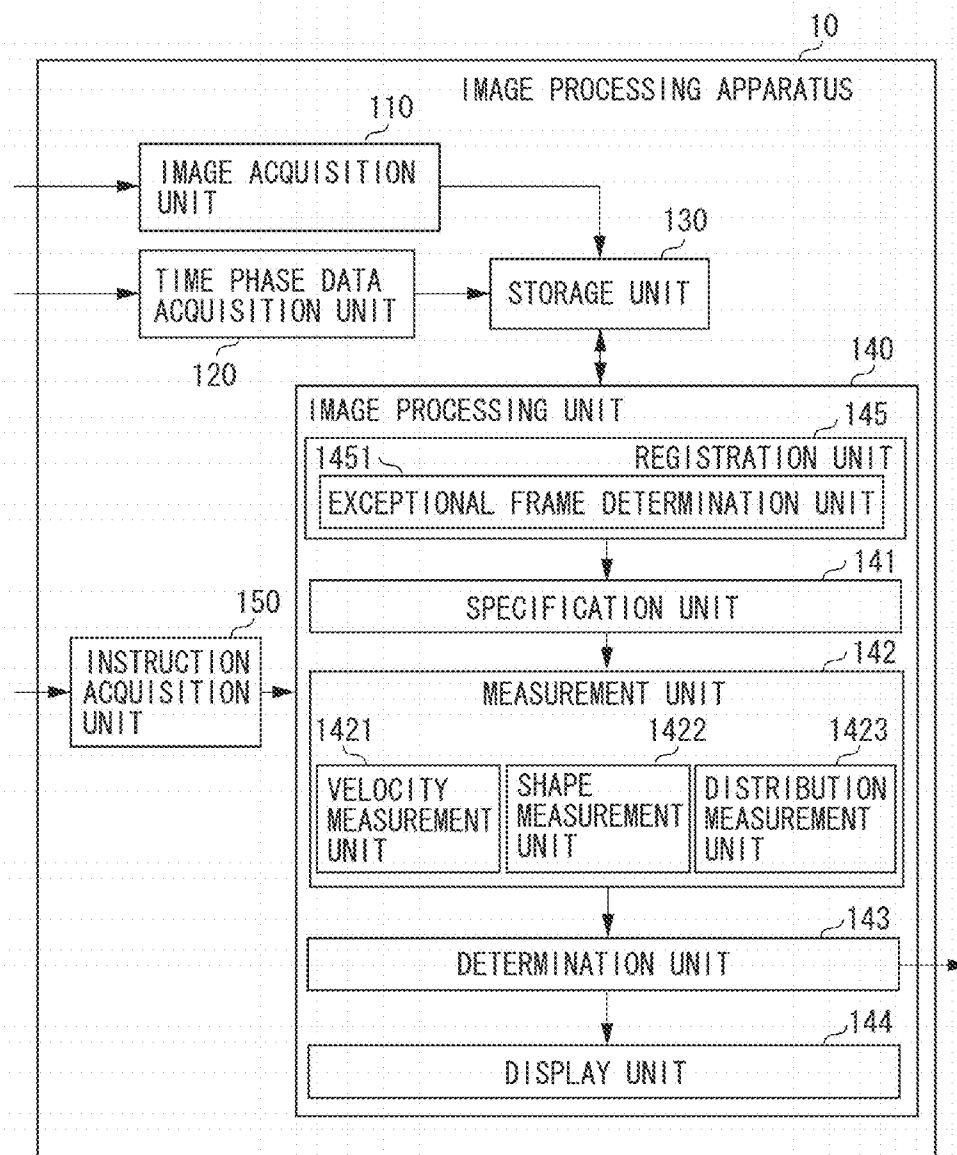 10
IMAGE PROCESSING APPARATUS
110
IMAGE ACQUISITION
UNIT
130
TIME PHASE DATA
ACQUISITION UNIT
STORAGE UNIT
120
140
IMAGE PROCESSING UNIT
145
1451
REGISTRATION UNIT
EXCEPTIONAL FRAME DETERMINATION UNIT
141
SPECIFICATION UNIT
150
INSTRUCTION
ACQUISITION
UNIT
142
MEASUREMENT UNIT
1421
1422
1423
VELOCITY
MEASUREMENT
UNIT
SHAPE
MEASUREMENT
UNIT
DISTRIBUTION
MEASUREMENT
UNIT
143
DETERMINATION UNIT
144
DISPLAY UNIT